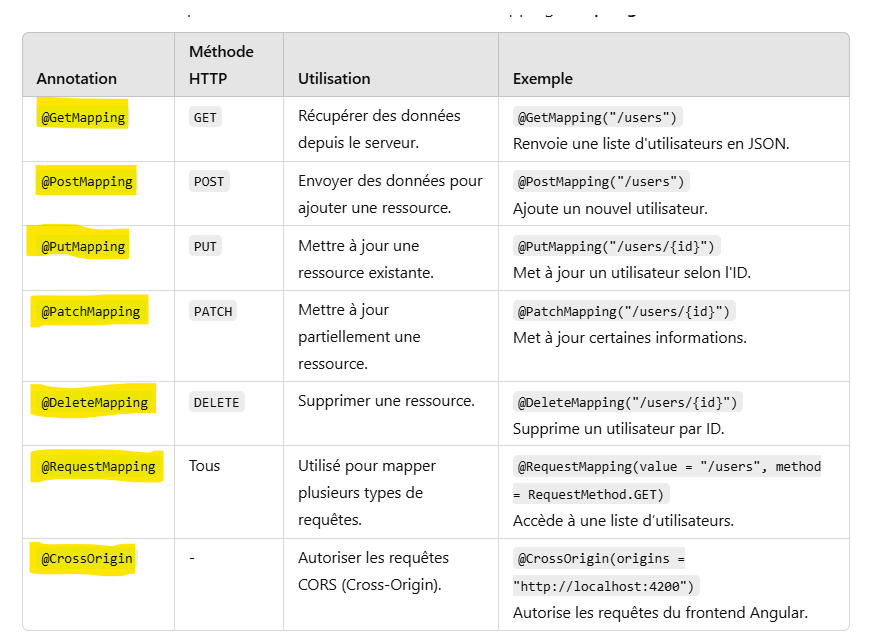 Annotation
Méthode
HTTP
Utilisation
Exemple
@GetMapping
GET
Récupérer des données
depuis le serveur.
@GetMapping("/users")
Renvoie une liste d'utilisateurs en JSON.
@PostMapping
POST
Envoyer des données pour
ajouter une ressource.
@PostMapping("/users")
Ajoute un nouvel utilisateur.
@PutMapping
PUT
Mettre à jour une
ressource existante.
@PutMapping("/users/{id}")
Met à jour un utilisateur selon l'ID.
@PatchMapping
PATCH
Mettre à jour
partiellement une
ressource.
@PatchMapping("/users/{id}")
Met à jour certaines informations.
@DeleteMapping
DELETE
Supprimer une ressource.
@DeleteMapping("/users/{id}")
Supprime un utilisateur par ID.
@RequestMapping
Tous
Utilisé pour mapper
plusieurs types de
requêtes.
@RequestMapping(value = "/users", method
= RequestMethod.GET)
Accède à une liste d’utilisateurs.
@CrossOrigin
-
Autoriser les requêtes
CORS (Cross-Origin).
@CrossOrigin(origins =
"http://localhost:4200")
Autorise les requêtes du frontend Angular.